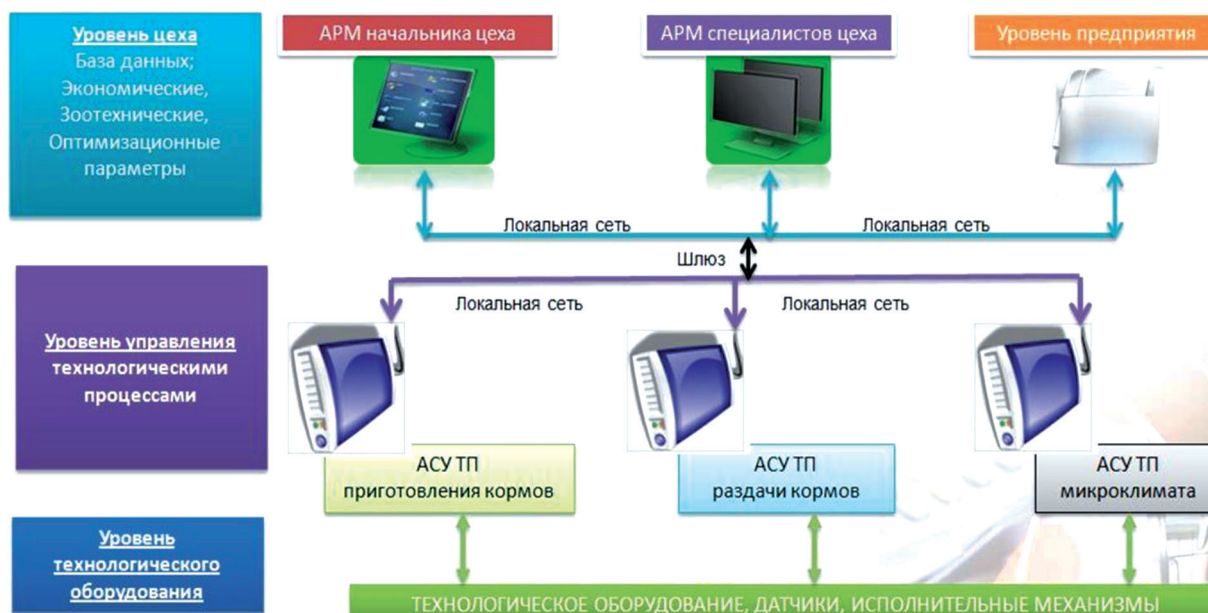 Уровень цеха
База данных;
Экономические,
Зоотехнические,
Оптимизационные
параметры
АРМ начальника цеха
АРМ специалистов цеха
Уровень предприятия
Локальная сеть
Локальная сеть
Шлюз
Локальная сеть
Локальная сеть
Уровень управления
технологическими
процессами
АСУ ТП
приготовления кормов
АСУ ТП
раздачи кормов
АСУ ТП
микроклимата
Уровень
технологического
оборудования
ТЕХНОЛОГИЧЕСКОЕ ОБОРУДОВАНИЕ, ДАТЧИКИ, ИСПОЛНИТЕЛЬНЫЕ МЕХАНИЗМЫ